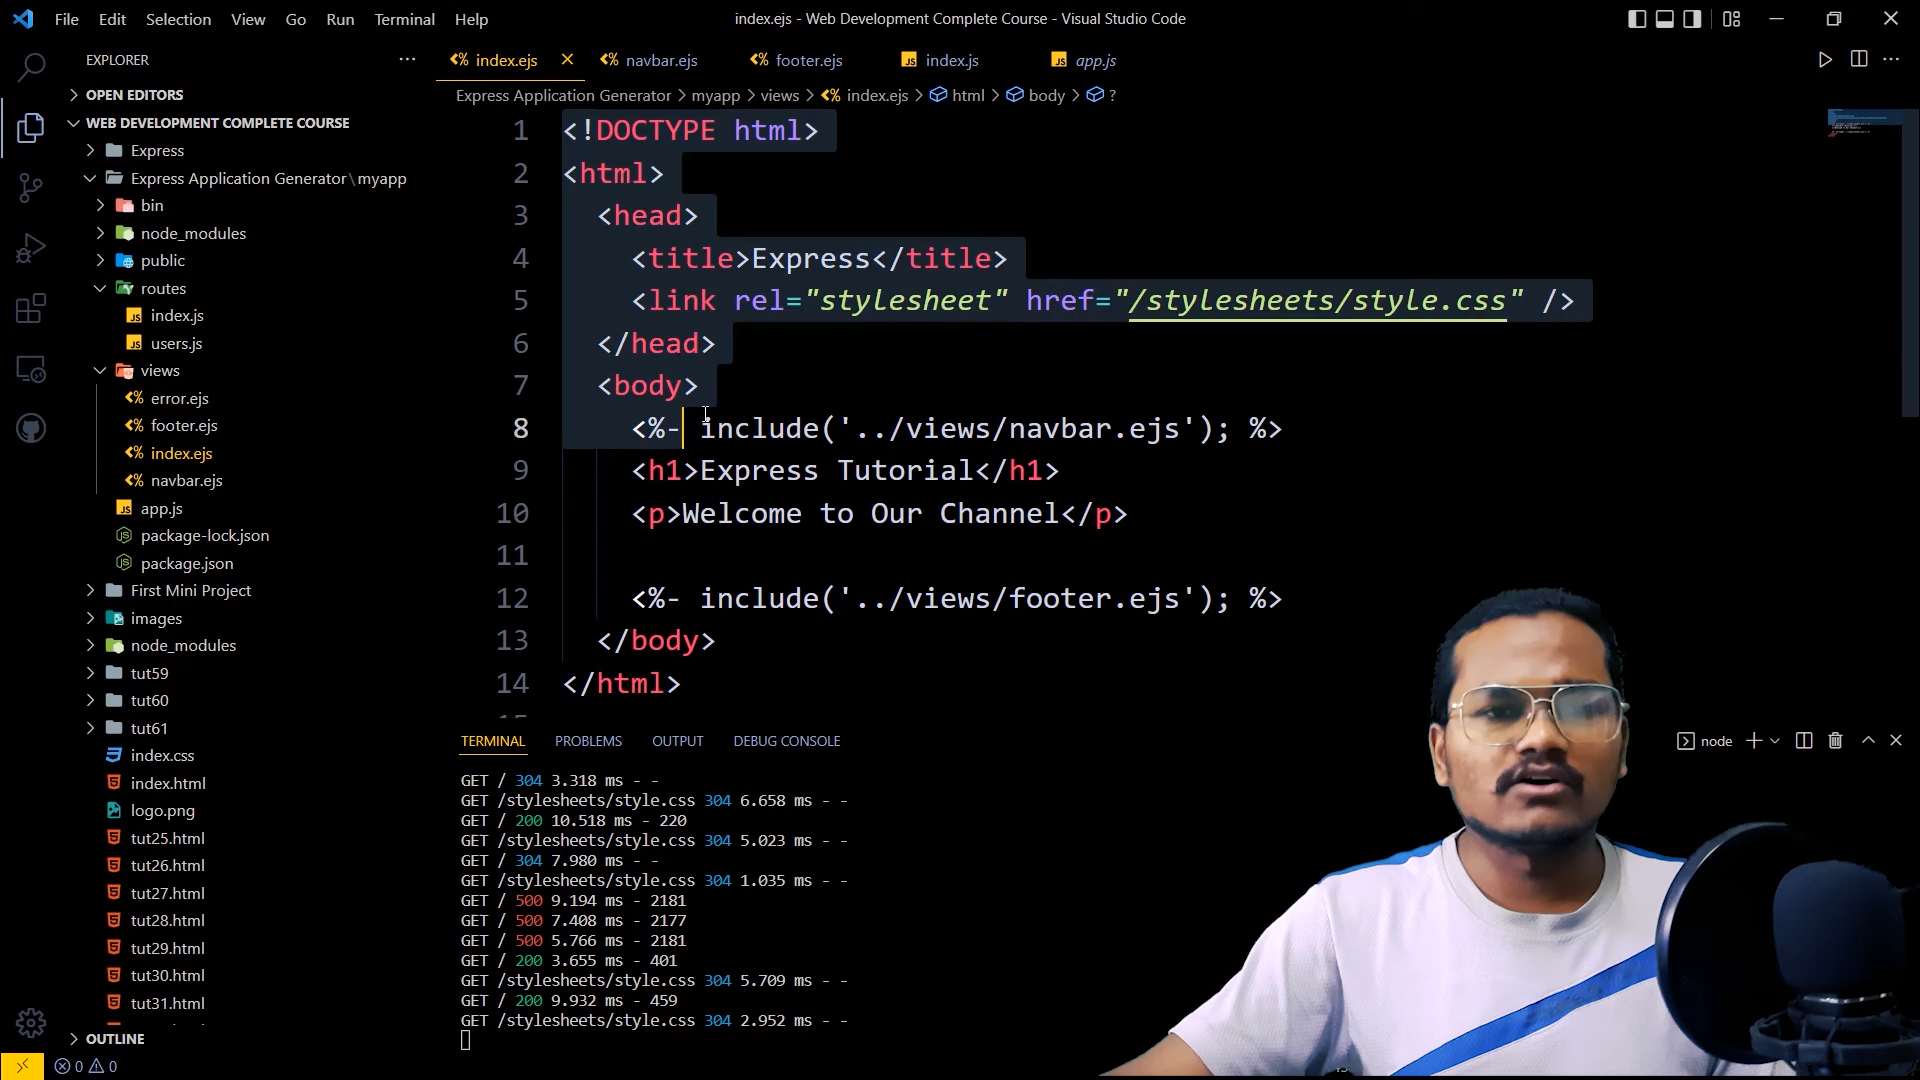 File Edit Selection View Go Run Terminal Help
index.ejs - Web Development Complete Course - Visual Studio Code
EXPLORER
OPEN EDITORS
WEB DEVELOPMENT COMPLETE COURSE
Express
Express Application Generator\myapp
bin
node_modules
public
routes
index.js
users.js
views
error.ejs
footer.ejs
index.ejs
navbar.ejs
app.js
package-lock.json
package.json
First Mini Project
images
node_modules
tut59
tut60
tut61
index.css
index.html
logo.png
tut25.html
tut26.html
tut27.html
tut28.html
tut29.html
tut30.html
tut31.html
OUTLINE
0 0
index.ejs navbar.ejs footer.ejs index.js app.js
Express Application Generator > myapp > views > index.ejs > html > body > ?
1 <!DOCTYPE html>
2 <html>
3 <head>
4 <title>Express</title>
5 <link rel="stylesheet" href="/stylesheets/style.css" />
6 </head>
7 <body>
8 <%- include('../views/navbar.ejs'); %>
9 <h1>Express Tutorial</h1>
10 <p>Welcome to Our Channel</p>
11
12 <%- include('../views/footer.ejs'); %>
13 </body>
14 </html>
TERMINAL PROBLEMS OUTPUT DEBUG CONSOLE
node
GET / 304 3.318 ms - -
GET /stylesheets/style.css 304 6.658 ms - -
GET / 200 10.518 ms - 220
GET /stylesheets/style.css 304 5.023 ms - -
GET / 304 7.980 ms - -
GET /stylesheets/style.css 304 1.035 ms - -
GET / 500 9.194 ms - 2181
GET / 500 7.408 ms - 2177
GET / 500 5.766 ms - 2181
GET / 200 3.655 ms - 401
GET /stylesheets/style.css 304 5.709 ms - -
GET / 200 9.932 ms - 459
GET /stylesheets/style.css 304 2.952 ms - -